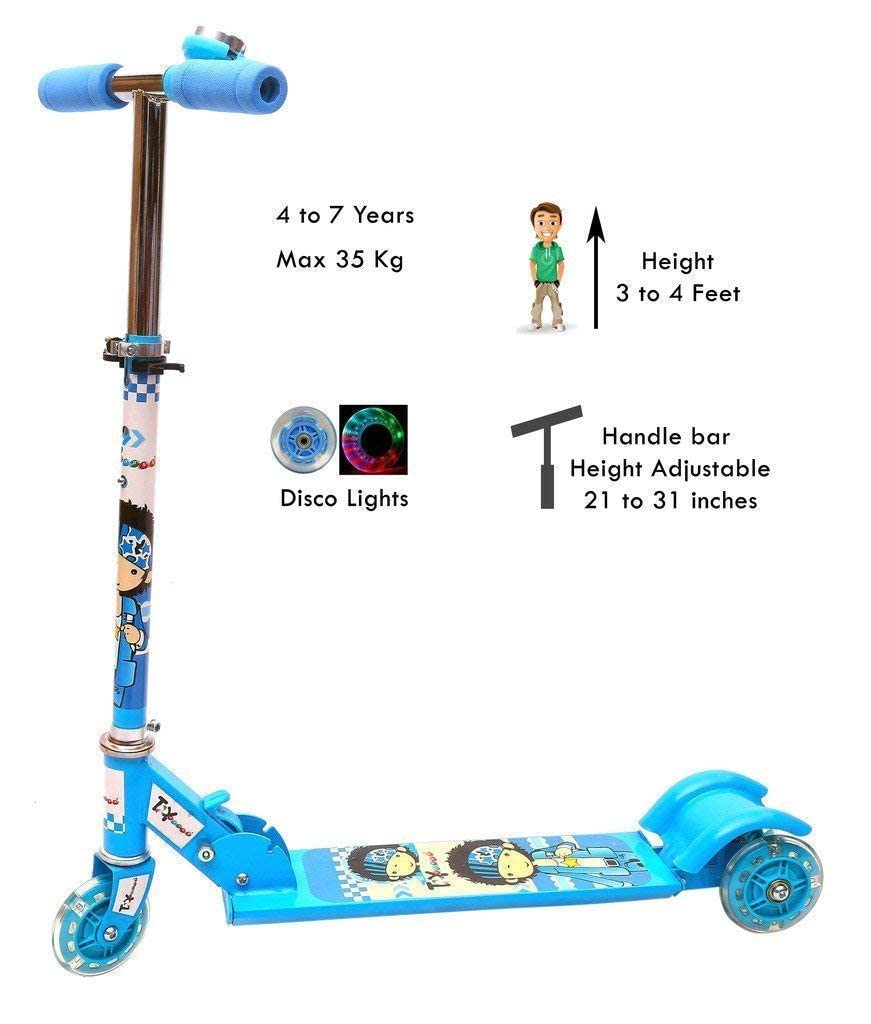 4 to 7 Years
Max 35 Kg
Height
3 to 4 Feet
Disco Lights
Handle bar
Height Adjustable
21 to 31 inches